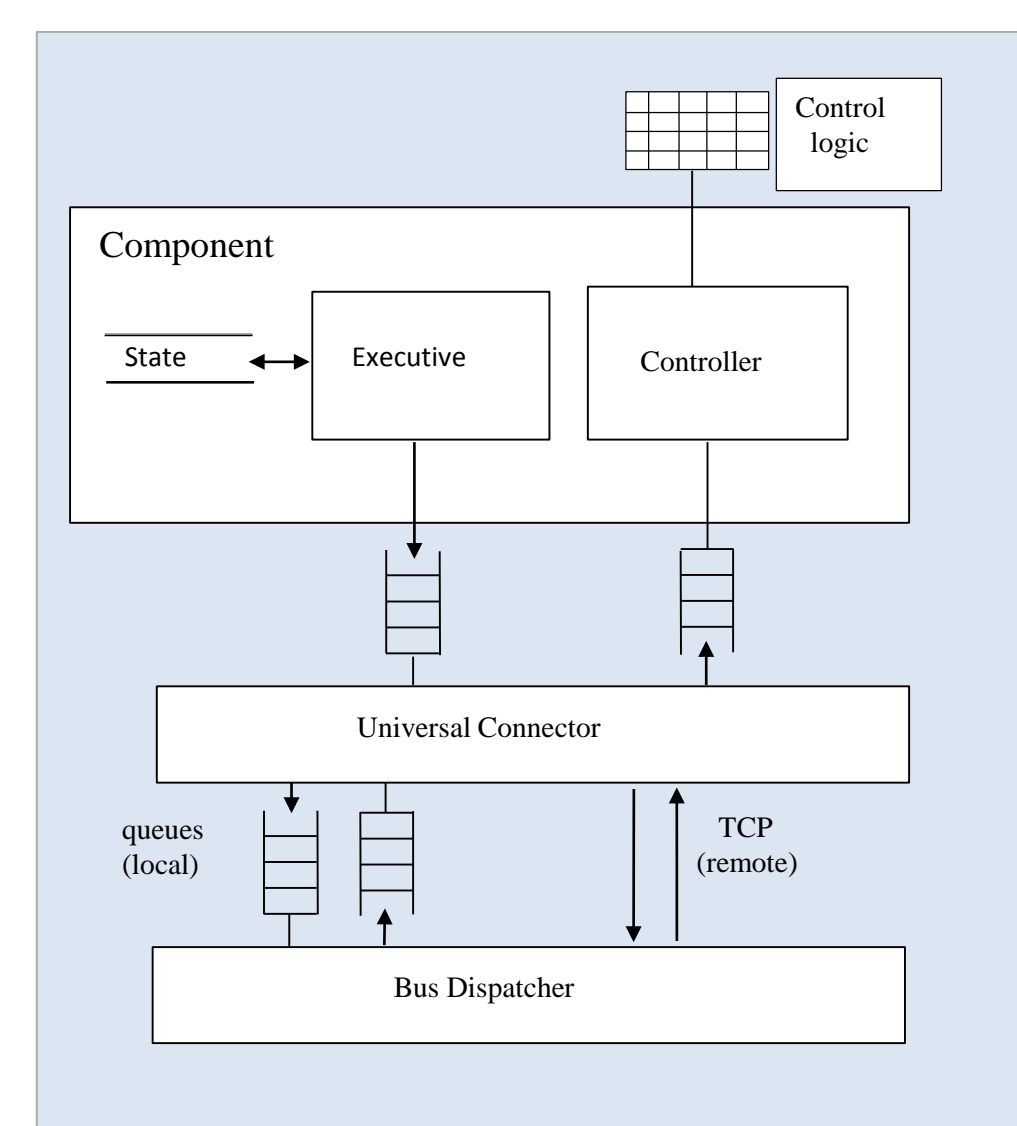 Control
logic
Component
State
Executive
Controller
Universal Connector
queues
(local)
TCP
(remote)
Bus Dispatcher